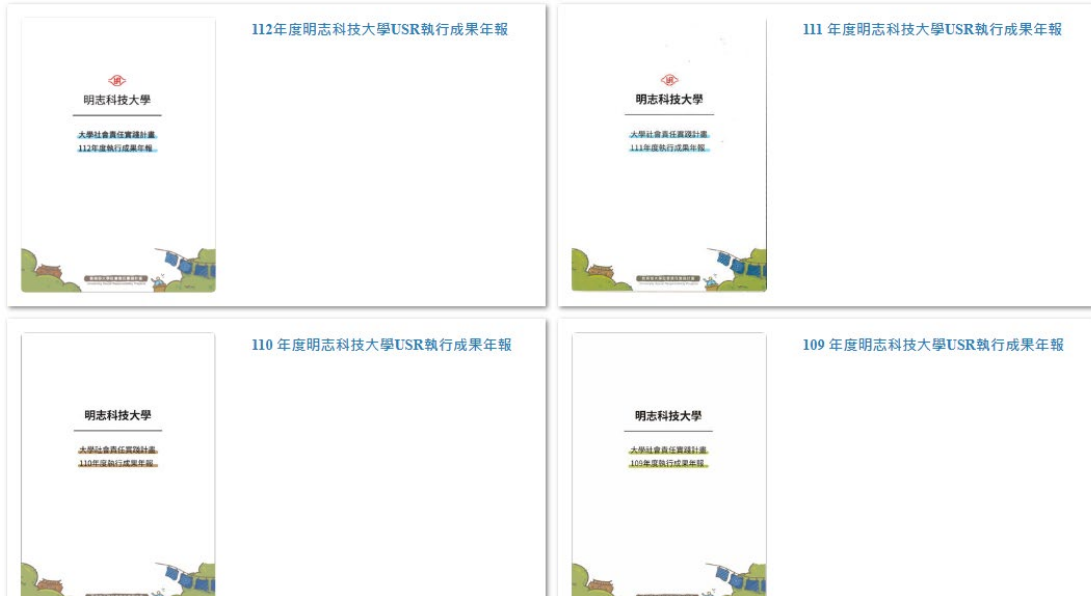 112年度明志科技大學USR執行成果年報
明志科技大學
大學社會責任實踐計畫
112年度執行成果年報
111 年度明志科技大學USR執行成果年報
明志科技大學
大學社會責任實踐計畫
111年度執行成果年報
110 年度明志科技大學USR執行成果年報
明志科技大學
大學社會責任實踐計畫
110年度執行成果年報
109 年度明志科技大學USR執行成果年報
明志科技大學
大學社會責任實踐計畫
109年度執行成果年報